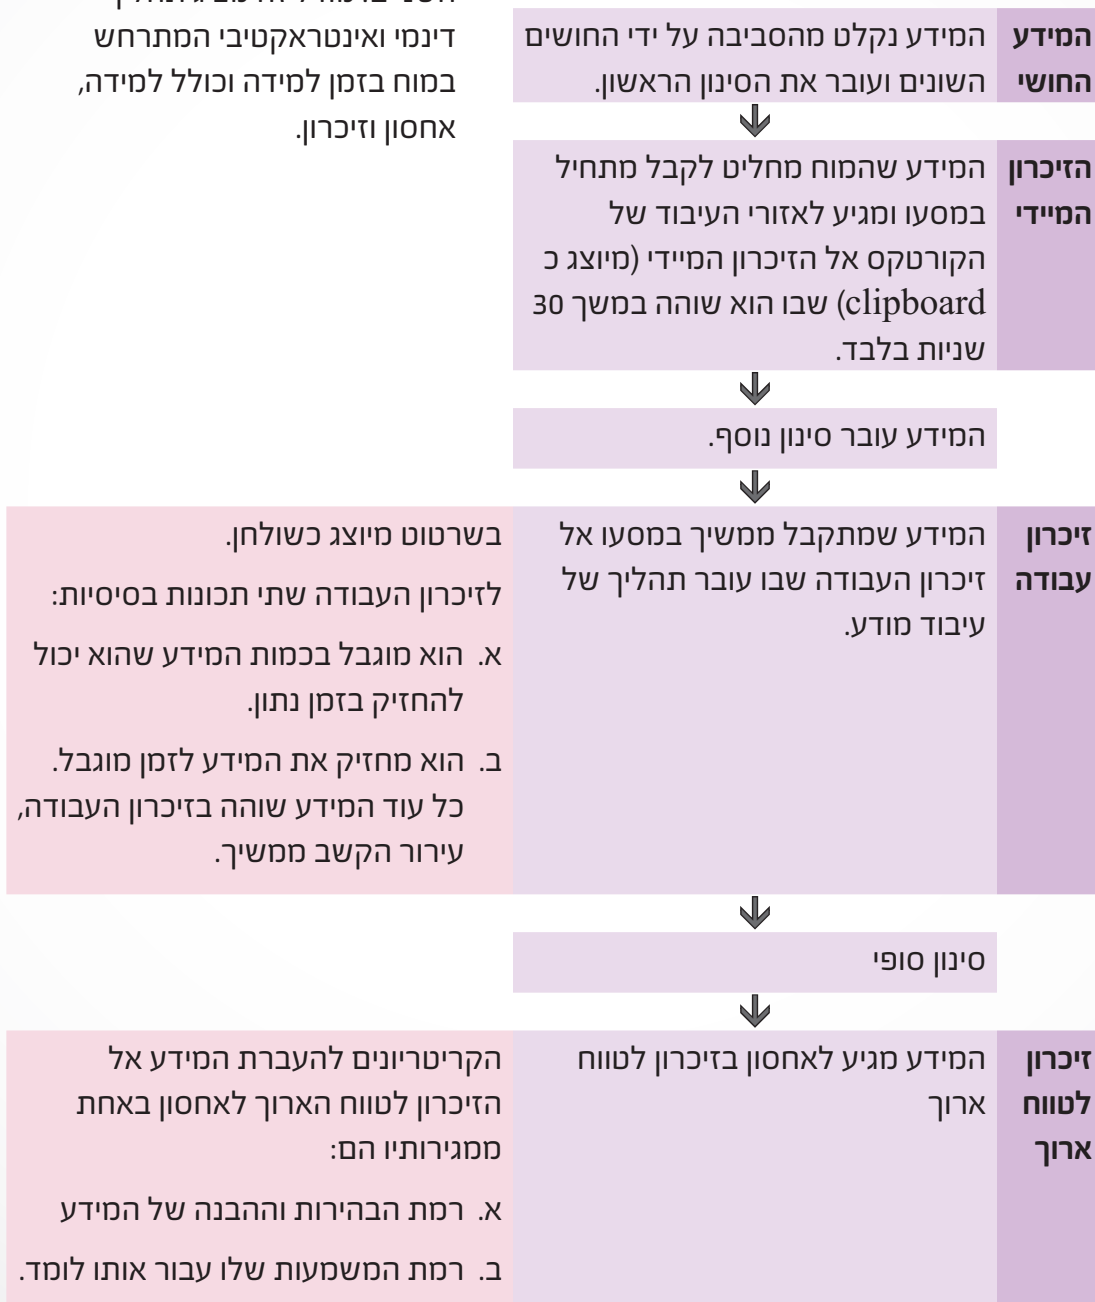 דינמי ואינטראקטיבי המתרחש
במוח בזמן למידה וכולל למידה,
אחסון וזיכרון.
המידע
החושי
המידע נקלט מהסביבה על ידי החושים
השונים ועובר את הסינון הראשון.
הזיכרון
המיידי
המידע שהמוח מחליט לקבל מתחיל
במסעו ומגיע לאזורי העיבוד של
הקורטקס אל הזיכרון המיידי (מיוצג כ
clipboard) שבו הוא שוהה במשך 30
שניות בלבד.
המידע עובר סינון נוסף.
זיכרון
עבודה
המידע שמתקבל ממשיך במסעו אל
זיכרון העבודה שבו עובר תהליך של
עיבוד מודע.
בשרטוט מיוצג כשולחן.
לזיכרון העבודה שתי תכונות בסיסיות:
א. הוא מוגבל בכמות המידע שהוא יכול
להחזיק בזמן נתון.
ב. הוא מחזיק את המידע לזמן מוגבל.
כל עוד המידע שוהה בזיכרון העבודה,
עירור הקשב ממשיך.
סינון סופי
זיכרון
לטווח
ארוך
המידע מגיע לאחסון בזיכרון לטווח
ארוך
הקריטריונים להעברת המידע אל
הזיכרון לטווח הארוך לאחסון באחת
ממגירותיו הם:
א. רמת הבהירות וההבנה של המידע
ב. רמת המשמעות שלו עבור אותו לומד.